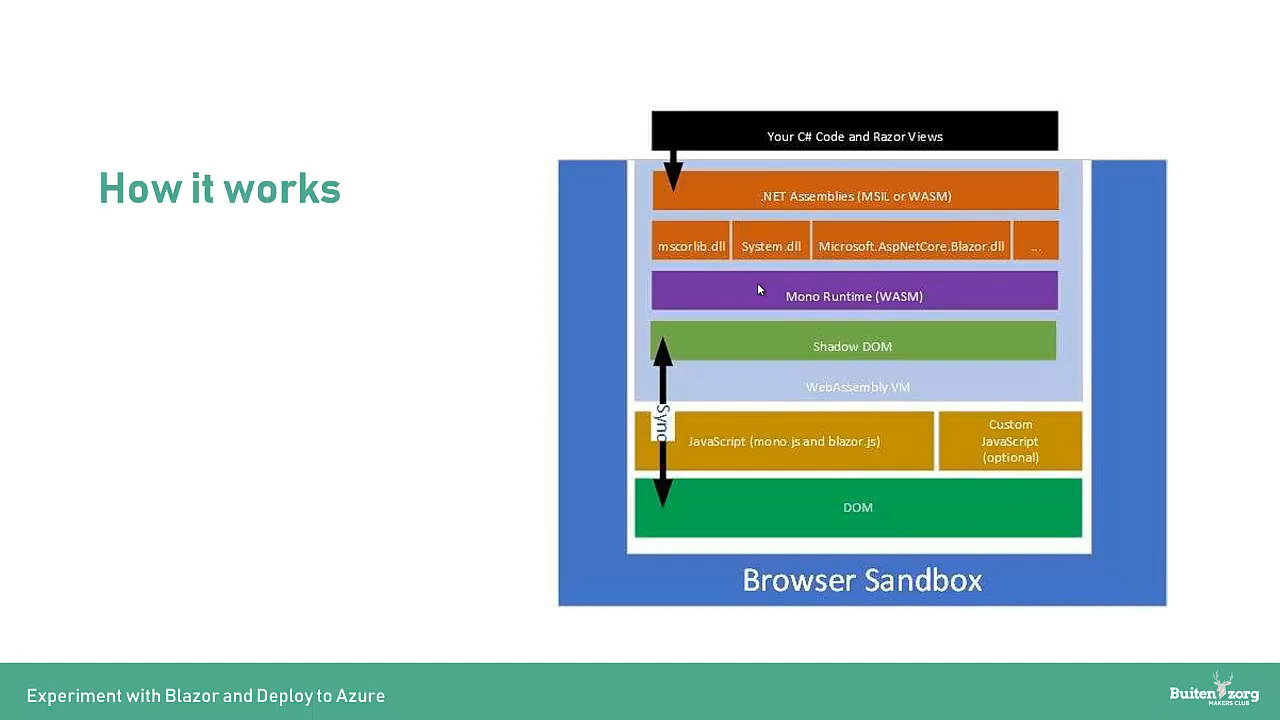 How it works
Your C# Code and Razor Views
.NET Assemblies (MSIL or WASM)
mscorlib.dll
System.dll
Microsoft.AspNetCore.Blazor.dll
...
Mono Runtime (WASM)
Shadow DOM
WebAssembly VM
Sync
JavaScript (mono.js and blazor.js)
Custom
JavaScript
(optional)
DOM
Browser Sandbox
Experiment with Blazor and Deploy to Azure
Buitenzorg
MAKERS CLUB